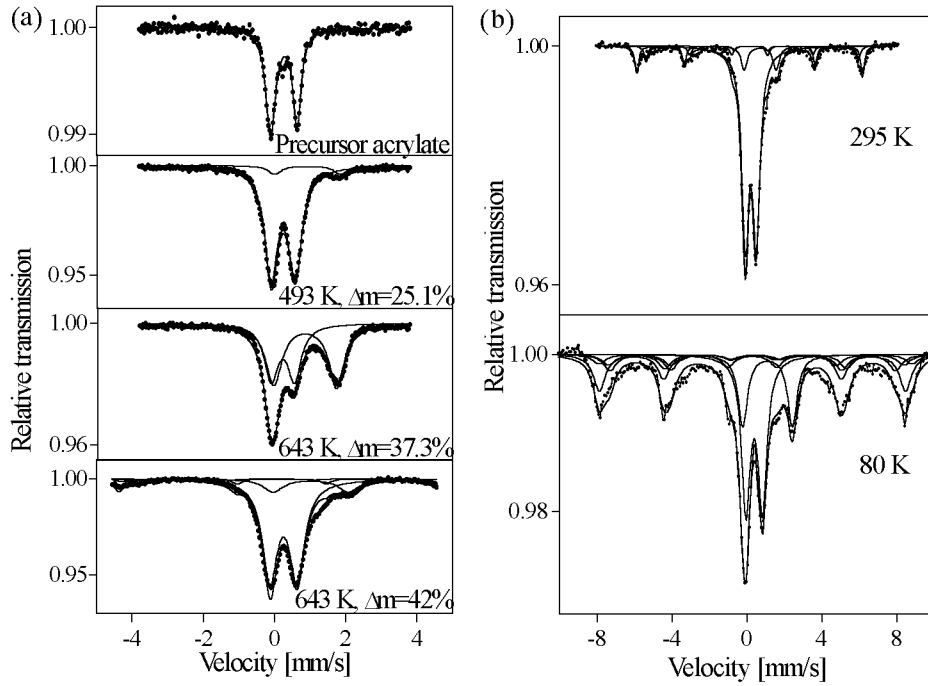 (a)
1.00
0.99
Precursor acrylate
1.00
0.95
493 K, Δm=25.1%
1.00
0.96
643 K, Δm=37.3%
1.00
0.95
643 K, Δm=42%
-4 -2 0 2 4
Velocity [mm/s]
Relative transmission
(b)
1.00
0.96
295 K
1.00
0.98
80 K
-8 -4 0 4 8
Velocity [mm/s]
Relative transmission